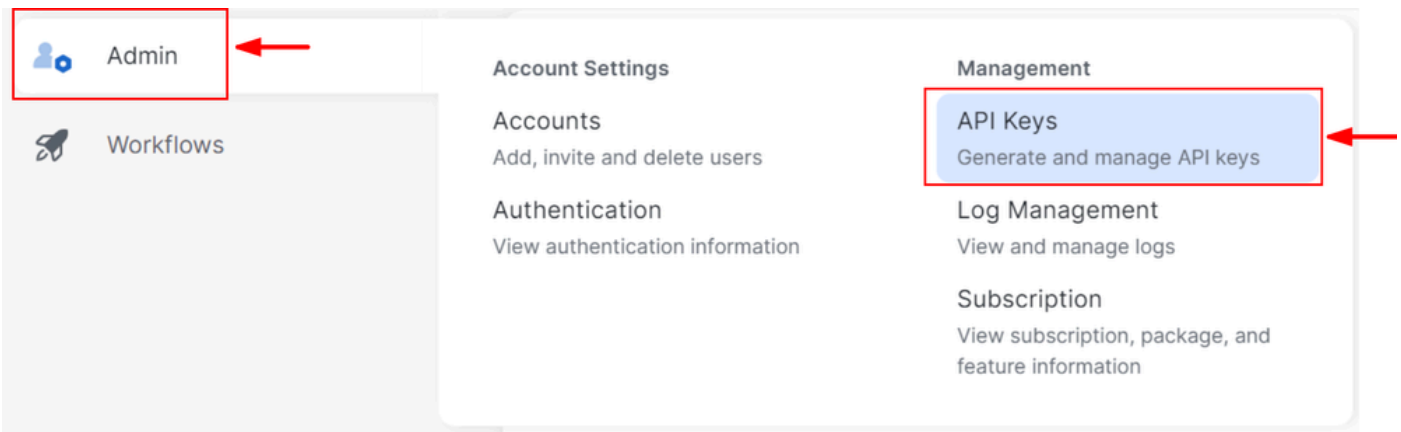 Admin
Workflows
Account Settings
Accounts
Add, invite and delete users
Authentication
View authentication information
Management
API Keys
Generate and manage API keys
Log Management
View and manage logs
Subscription
View subscription, package, and
feature information